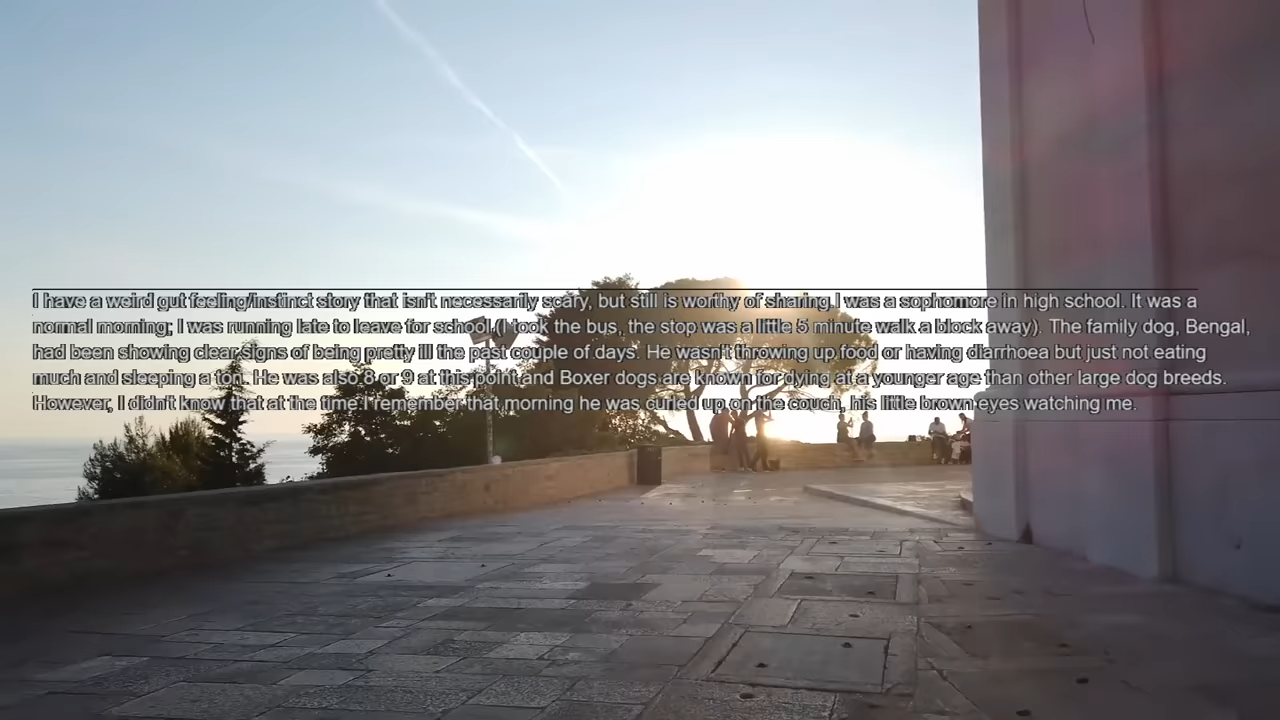 I have a weird gut feeling/instinct story that isn't necessarily scary, but still is worthy of sharing.I was a sophomore in high school. It was a
normal morning; I was running late to leave for school (I took the bus, the stop was a little 5 minute walk a block away). The family dog, Bengal,
had been showing clear signs of being pretty ill the past couple of days. He wasn't throwing up food or having diarrhoea but just not eating
much and sleeping a ton. He was also 8 or 9 at this point and Boxer dogs are known for dying at a younger age than other large dog breeds.
However, I didn't know that at the time.I remember that morning he was curled up on the couch, his little brown eyes watching me.